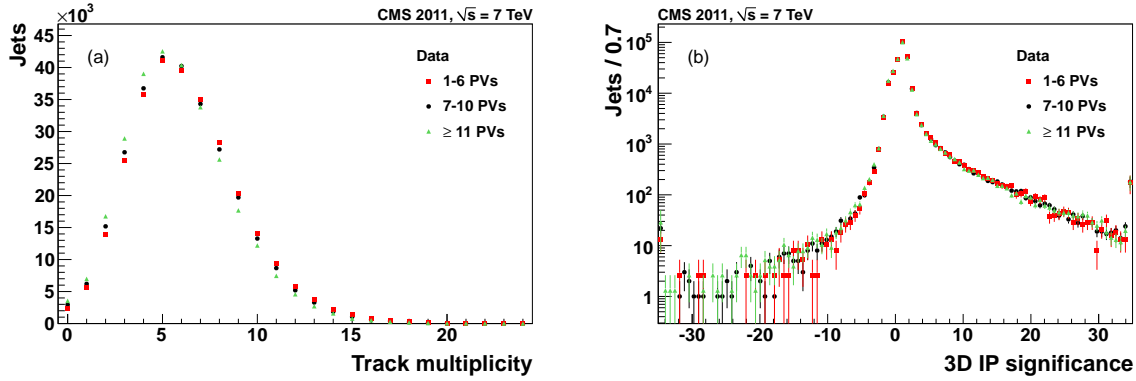 ×10³
CMS 2011, √s = 7 TeV
Jets
45
40
35
30
25
20
15
10
5
0
(a)
Data
1-6 PVs
7-10 PVs
≥ 11 PVs
0
5
10
15
20
Track multiplicity
CMS 2011, √s = 7 TeV
Jets / 0.7
10⁵
10⁴
10³
10²
10
1
(b)
Data
1-6 PVs
7-10 PVs
≥ 11 PVs
-30
-20
-10
0
10
20
30
3D IP significance